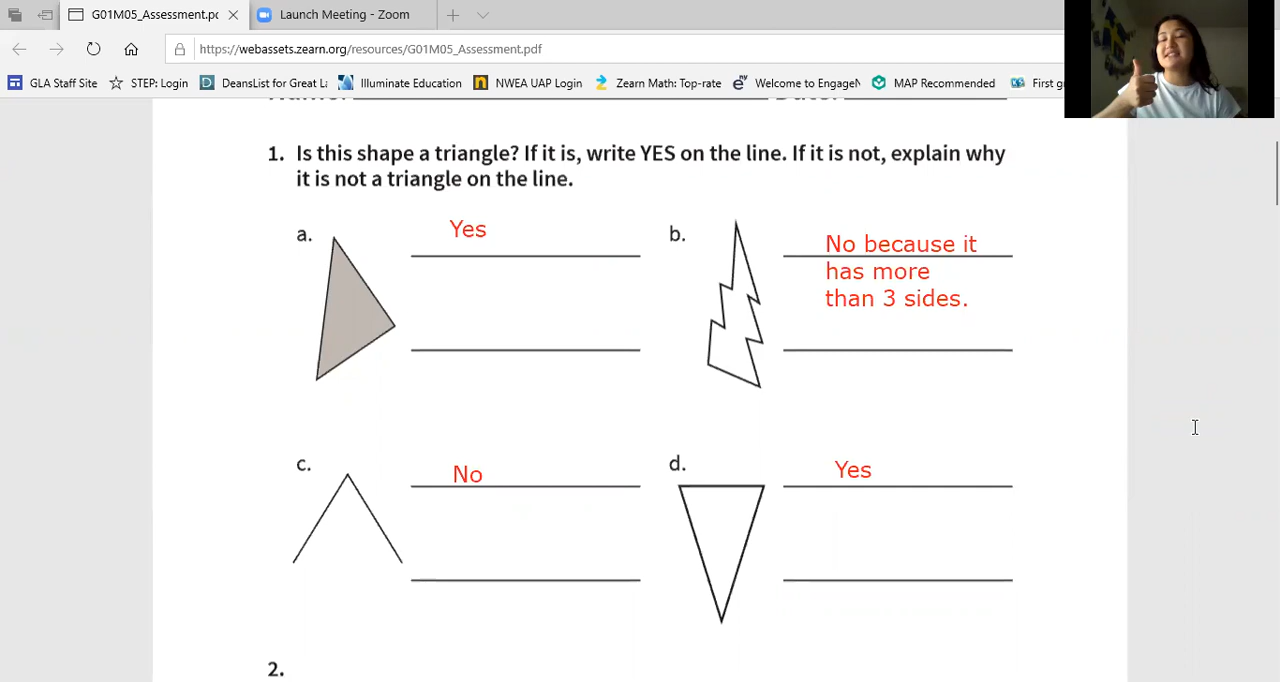 G01M05_Assessment.pc
Launch Meeting - Zoom
https://webassets.zearn.org/resources/G01M05_Assessment.pdf
GLA Staff Site
STEP: Login
DeansList for Great L
Illuminate Education
NWEA UAP Login
Zearn Math: Top-rate
Welcome to EngageN
MAP Recommended
First g
1. Is this shape a triangle? If it is, write YES on the line. If it is not, explain why
it is not a triangle on the line.
a.
Yes
b.
No because it
has more
than 3 sides.
c.
No
d.
Yes
2.